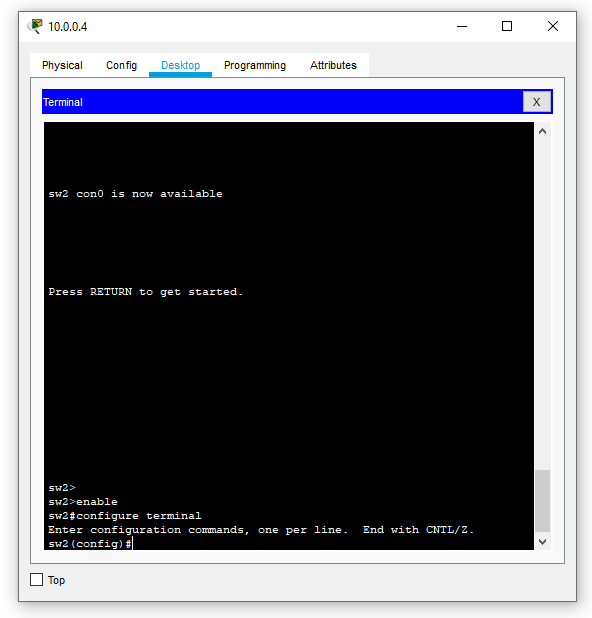 10.0.0.4
Physical Config Desktop Programming Attributes
Terminal X
sw2 con0 is now available
Press RETURN to get started.
sw2>
sw2>enable
sw2#configure terminal
Enter configuration commands, one per line.  End with CNTL/Z.
sw2(config)#
Top